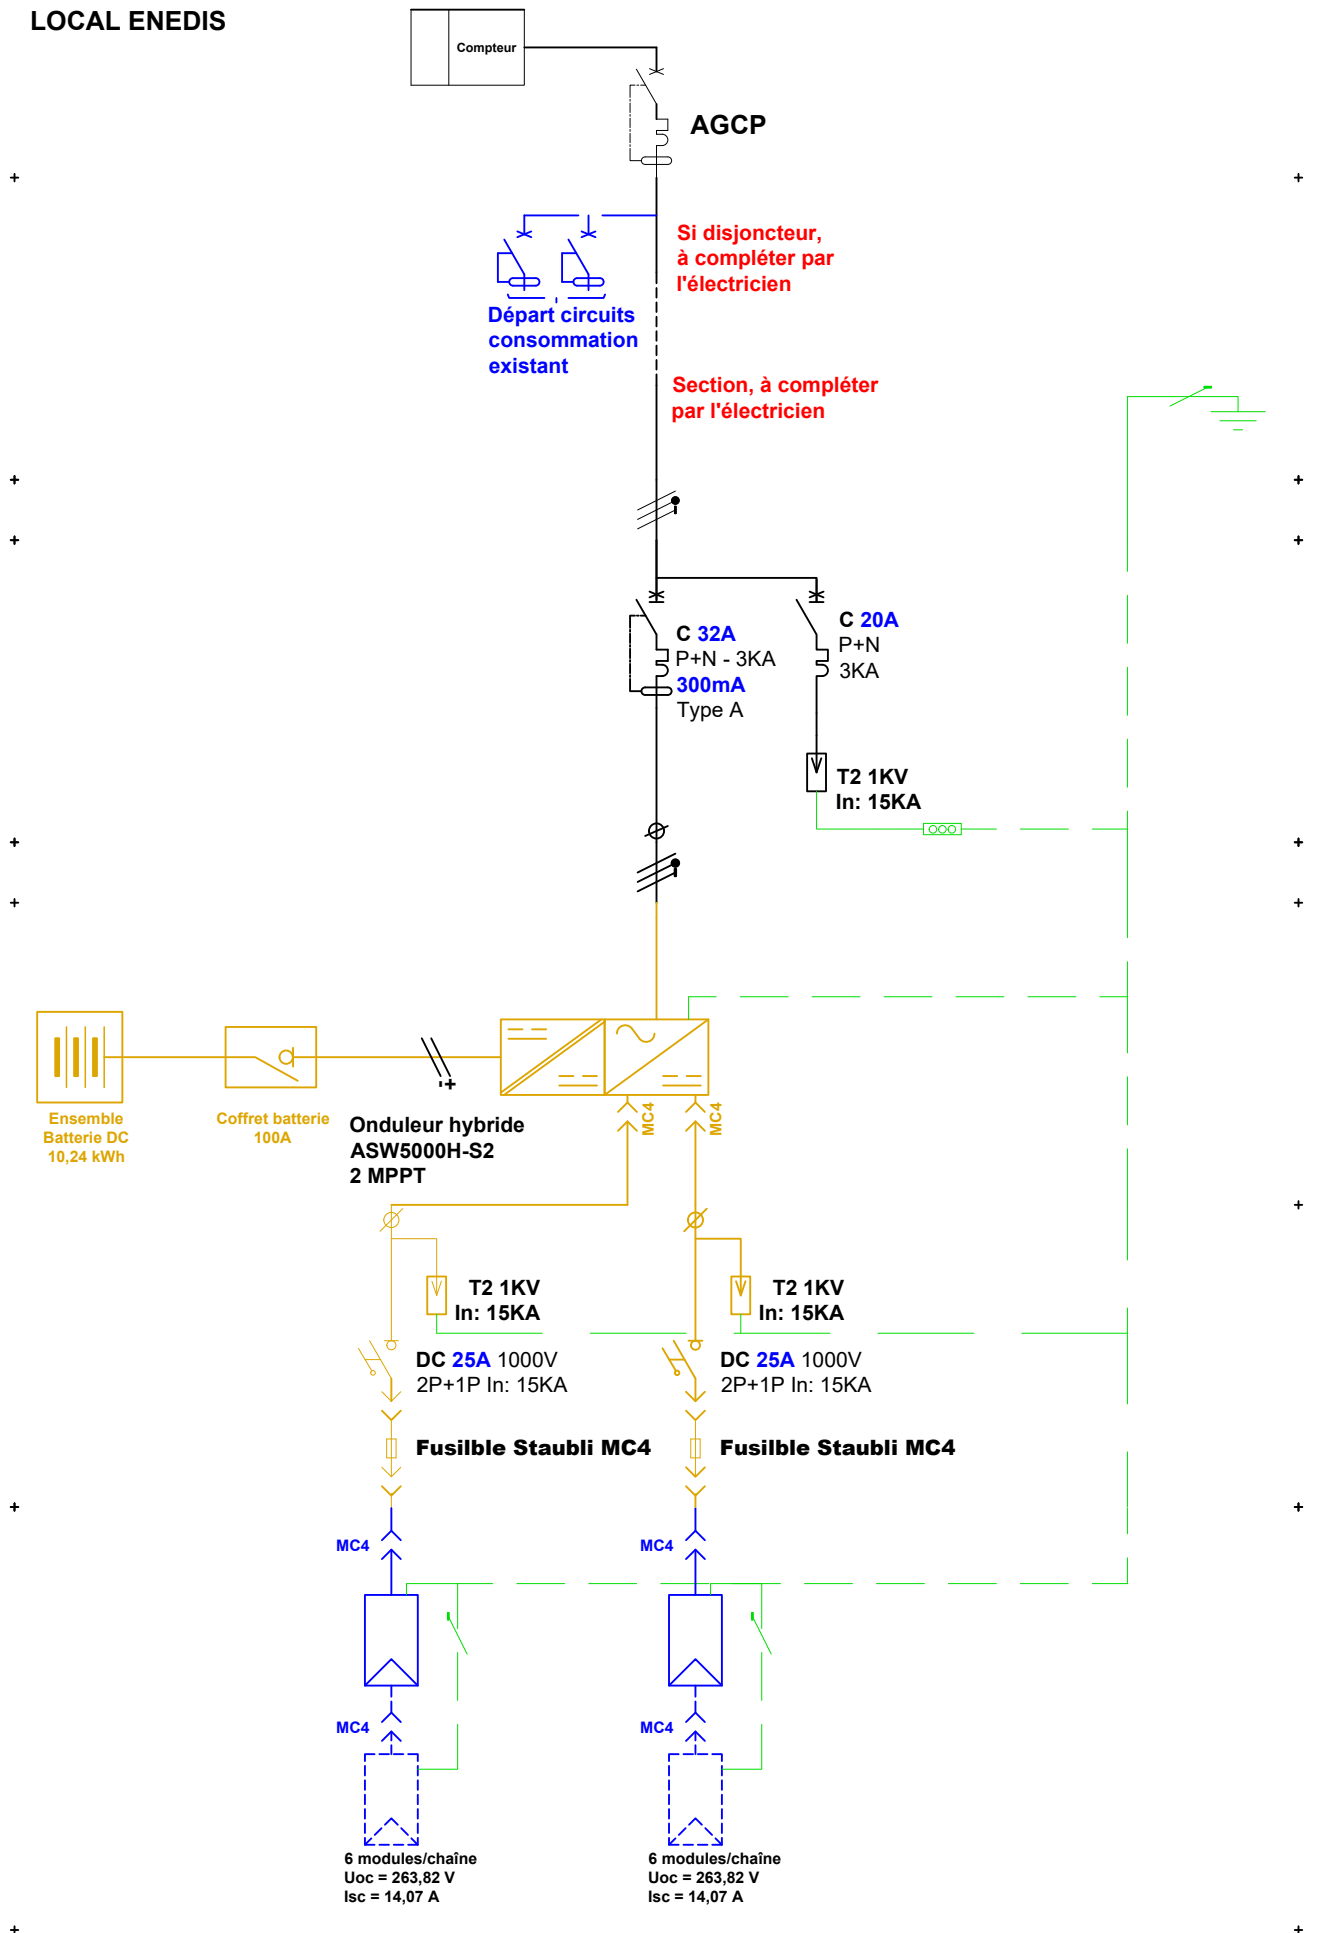 LOCAL ENEDIS
Compteur
AGCP
Si disjoncteur,
à compléter par
l'électricien
Départ circuits
consommation
existant
Section, à compléter
par l'électricien
C 32A
P+N - 3KA
300mA
Type A
C 20A
P+N
3KA
T2 1KV
In: 15KA
Ensemble
Batterie DC
10,24 kWh
Coffret batterie
100A
Onduleur hybride
ASW5000H-S2
2 MPPT
MC4
MC4
T2 1KV
In: 15KA
T2 1KV
In: 15KA
DC 25A 1000V
2P+1P In: 15KA
DC 25A 1000V
2P+1P In: 15KA
Fusilble Staubli MC4
Fusilble Staubli MC4
MC4
MC4
MC4
MC4
6 modules/chaîne
Uoc = 263,82 V
Isc = 14,07 A
6 modules/chaîne
Uoc = 263,82 V
Isc = 14,07 A